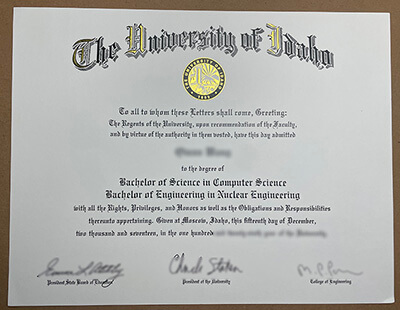 The University of Idaho
To all to whom these Letters shall come, Greeting:
The Regents of the University, upon recommendation of the Faculty,
and by virtue of the authority in them vested, have this day admitted
to the degree of
Bachelor of Science in Computer Science
Bachelor of Engineering in Nuclear Engineering
with all the Rights, Privileges, and Honors as well as the Obligations and Responsibilities
thereunto appertaining. Given at Moscow, Idaho, this fifteenth day of December,
two thousand and seventeen, in the one hundred
President State Board of Education
President of the University
College of Engineering